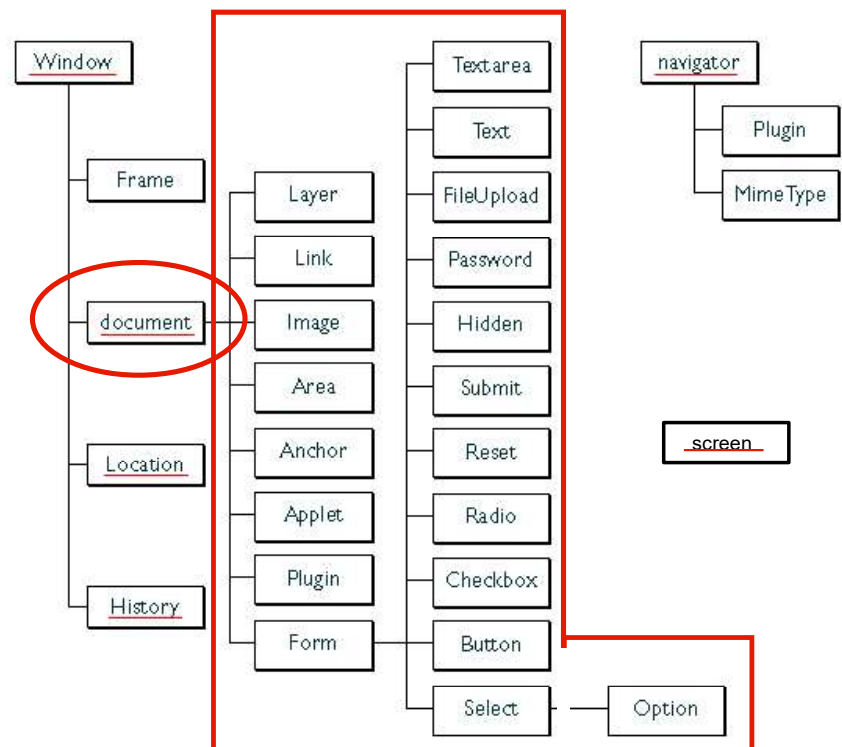 Window
Frame
document
Location
History
Layer
Link
Image
Area
Anchor
Applet
Plugin
Form
Textarea
Text
FileUpload
Password
Hidden
Submit
Reset
Radio
Checkbox
Button
Select
Option
navigator
Plugin
MimeType
screen